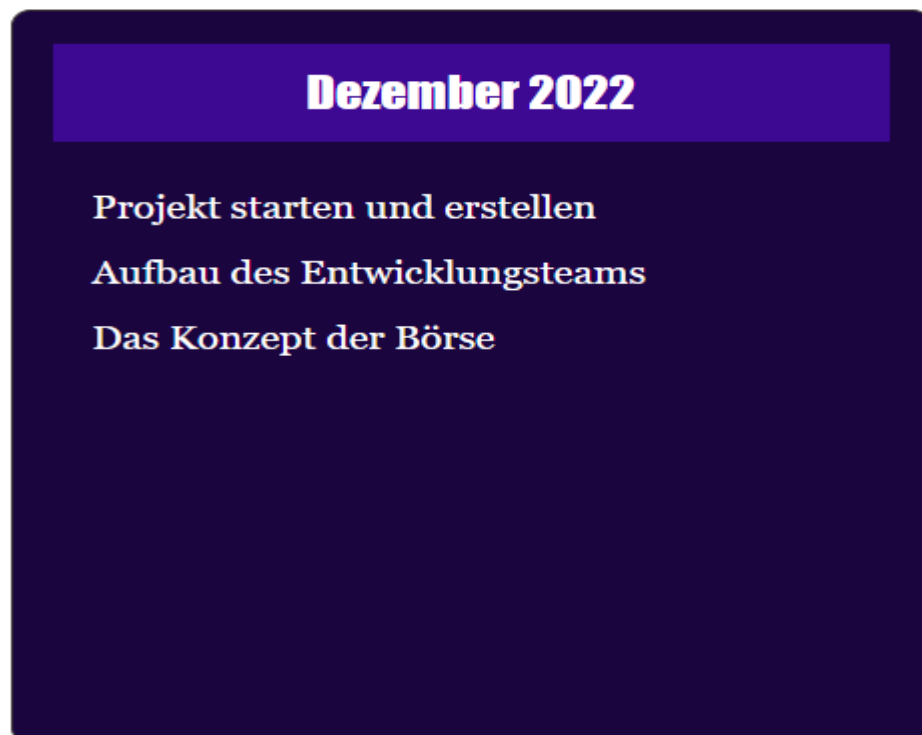 Dezember 2022
Projekt starten und erstellen
Aufbau des Entwicklungsteams
Das Konzept der Börse